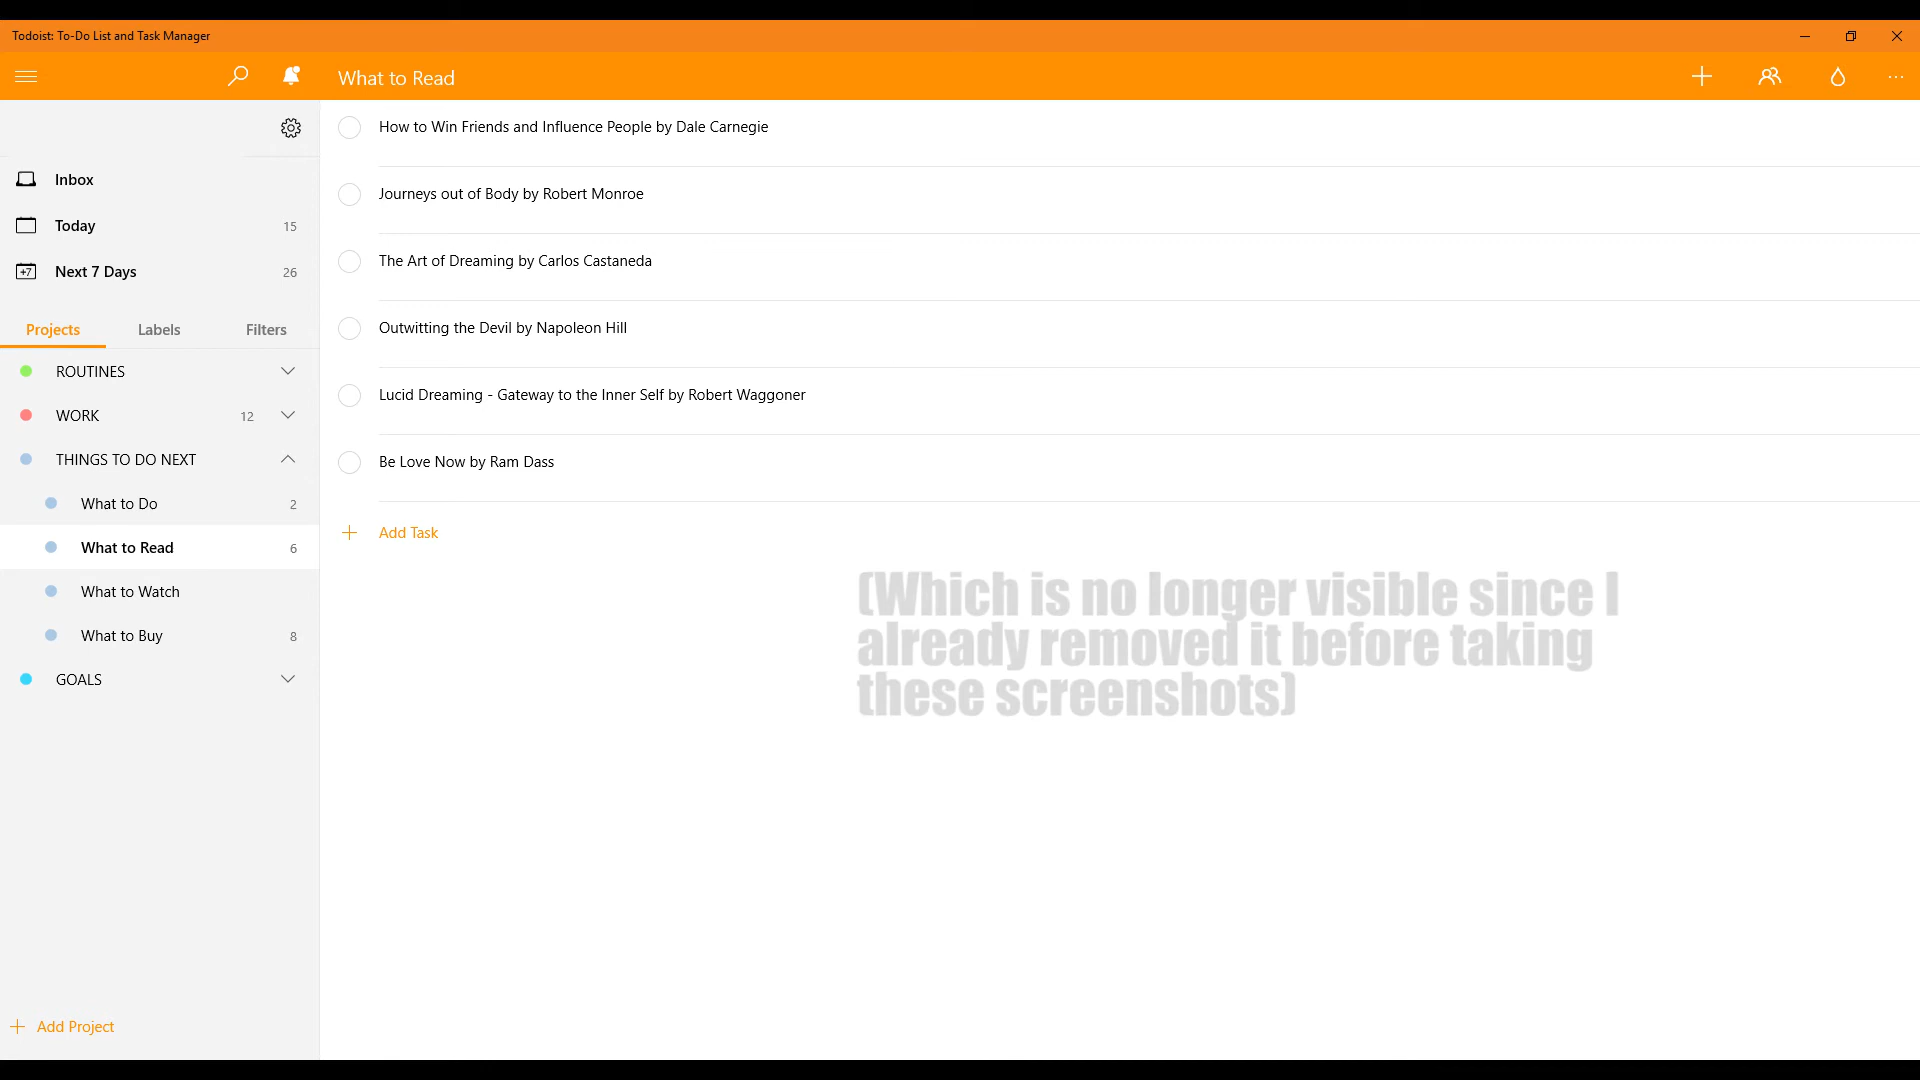 Todoist: To-Do List and Task Manager
What to Read
Inbox
Today 15
+7 Next 7 Days 26
Projects Labels Filters
ROUTINES
WORK 12
THINGS TO DO NEXT
What to Do 2
What to Read 6
What to Watch
What to Buy 8
GOALS
Add Project
How to Win Friends and Influence People by Dale Carnegie
Journeys out of Body by Robert Monroe
The Art of Dreaming by Carlos Castaneda
Outwitting the Devil by Napoleon Hill
Lucid Dreaming - Gateway to the Inner Self by Robert Waggoner
Be Love Now by Ram Dass
Add Task
(Which is no longer visible since I
already removed it before taking
these screenshots)